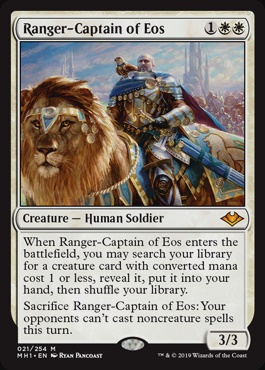 Ranger-Captain of Eos 1
Creature — Human Soldier
When Ranger-Captain of Eos enters the
battlefield, you may search your library
for a creature card with converted mana
cost 1 or less, reveal it, put it into your
hand, then shuffle your library.
Sacrifice Ranger-Captain of Eos: Your
opponents can't cast noncreature spells
this turn.
3/3
021/254 M
MH1 • EN Ryan Pancoast ™ & © 2019 Wizards of the Coast